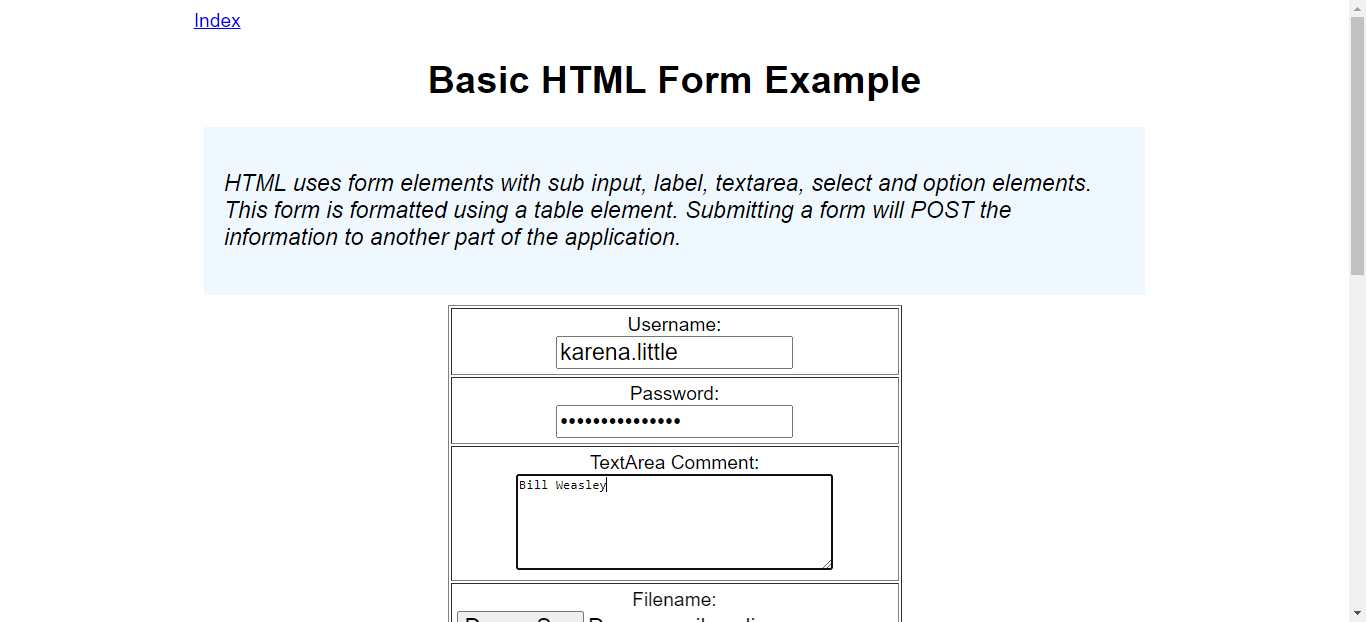 Index
Basic HTML Form Example
HTML uses form elements with sub input, label, textarea, select and option elements.
This form is formatted using a table element. Submitting a form will POST the
information to another part of the application.
Username:
karena.little
Password:
•••••••••••••••
TextArea Comment:
Bill Weasley
Filename: